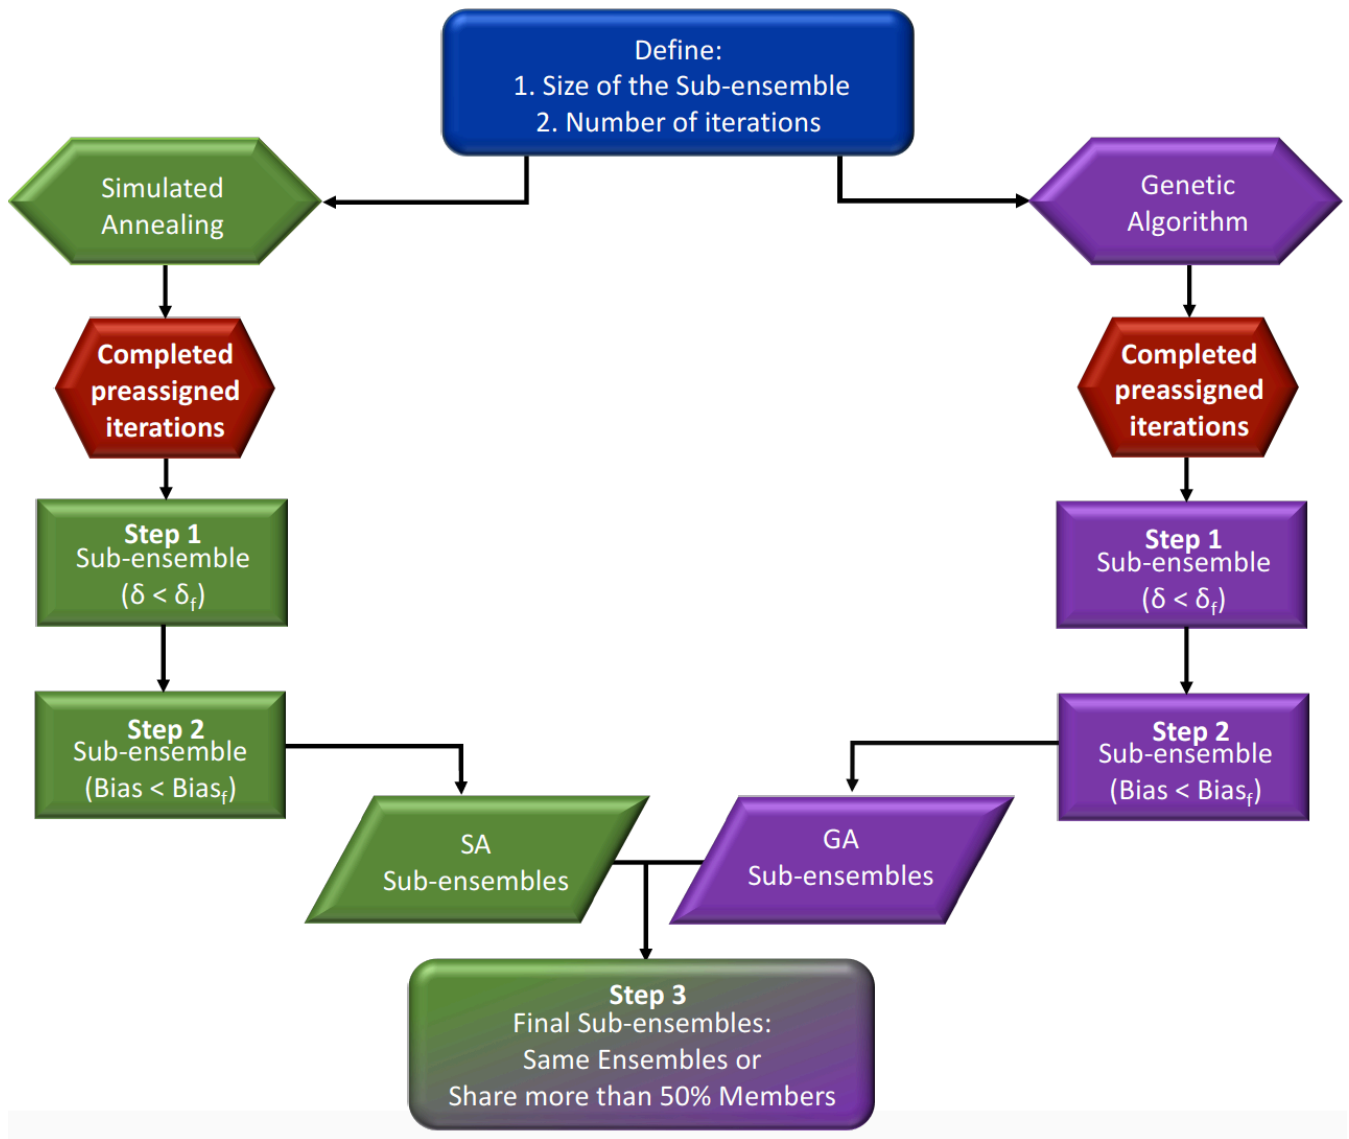 Define:
1. Size of the Sub-ensemble
2. Number of iterations
Simulated
Annealing
Genetic
Algorithm
Completed
preassigned
iterations
Completed
preassigned
iterations
Step 1
Sub-ensemble
(δ < δf)
Step 1
Sub-ensemble
(δ < δf)
Step 2
Sub-ensemble
(Bias < Biasf)
Step 2
Sub-ensemble
(Bias < Biasf)
SA
Sub-ensembles
GA
Sub-ensembles
Step 3
Final Sub-ensembles:
Same Ensembles or
Share more than 50% Members